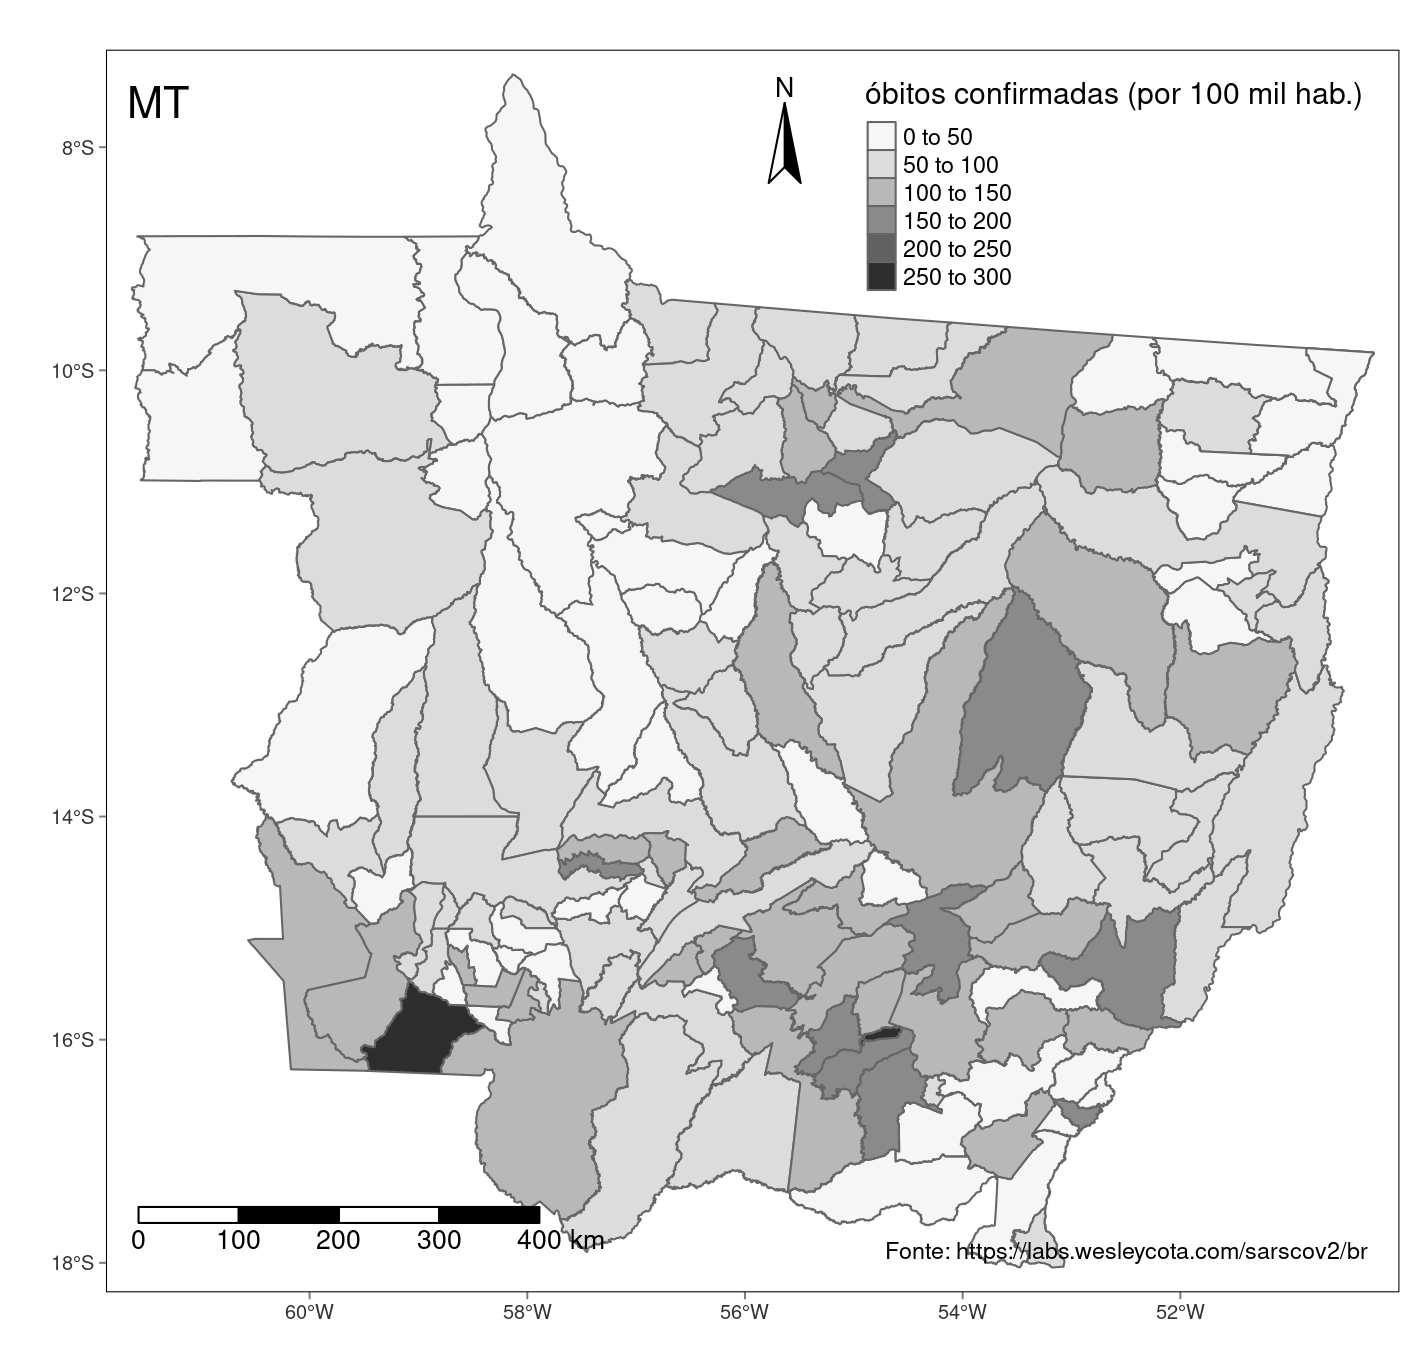 MT
N
óbitos confirmadas (por 100 mil hab.)
0 to 50
50 to 100
100 to 150
150 to 200
200 to 250
250 to 300
8°S
10°S
12°S
14°S
16°S
18°S
0 100 200 300 400 km
Fonte: https://labs.wesleycota.com/sarscov2/br
60°W 58°W 56°W 54°W 52°W